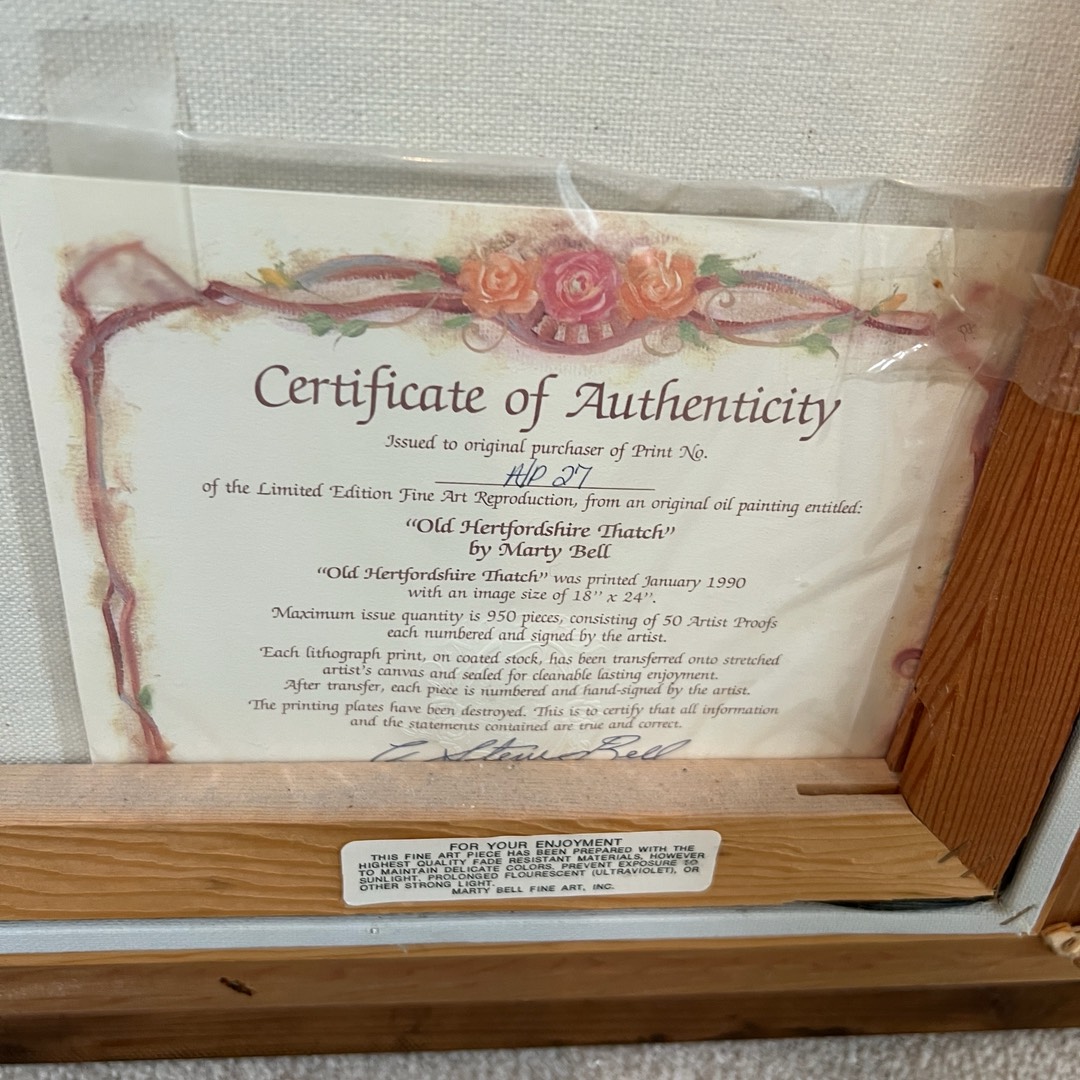 Certificate of Authenticity
Issued to original purchaser of Print No.
A/P 27
of the Limited Edition Fine Art Reproduction, from an original oil painting entitled:
“Old Hertfordshire Thatch”
by Marty Bell
“Old Hertfordshire Thatch” was printed January 1990
with an image size of 18” x 24”.
Maximum issue quantity is 950 pieces, consisting of 50 Artist Proofs
each numbered and signed by the artist.
Each lithograph print, on coated stock, has been transferred onto stretched
artist’s canvas and sealed for cleanable lasting enjoyment.
After transfer, each piece is numbered and hand-signed by the artist.
The printing plates have been destroyed. This is to certify that all information
and the statements contained are true and correct.
Bell
FOR YOUR ENJOYMENT
THIS FINE ART PIECE HAS BEEN PREPARED WITH THE
HIGHEST QUALITY FADE RESISTANT MATERIALS, HOWEVER
TO MAINTAIN DELICATE COLORS, PREVENT EXPOSURE TO
SUNLIGHT, PROLONGED FLOURESCENT (ULTRAVIOLET), OR
OTHER STRONG LIGHT.
MARTY BELL FINE ART, INC.